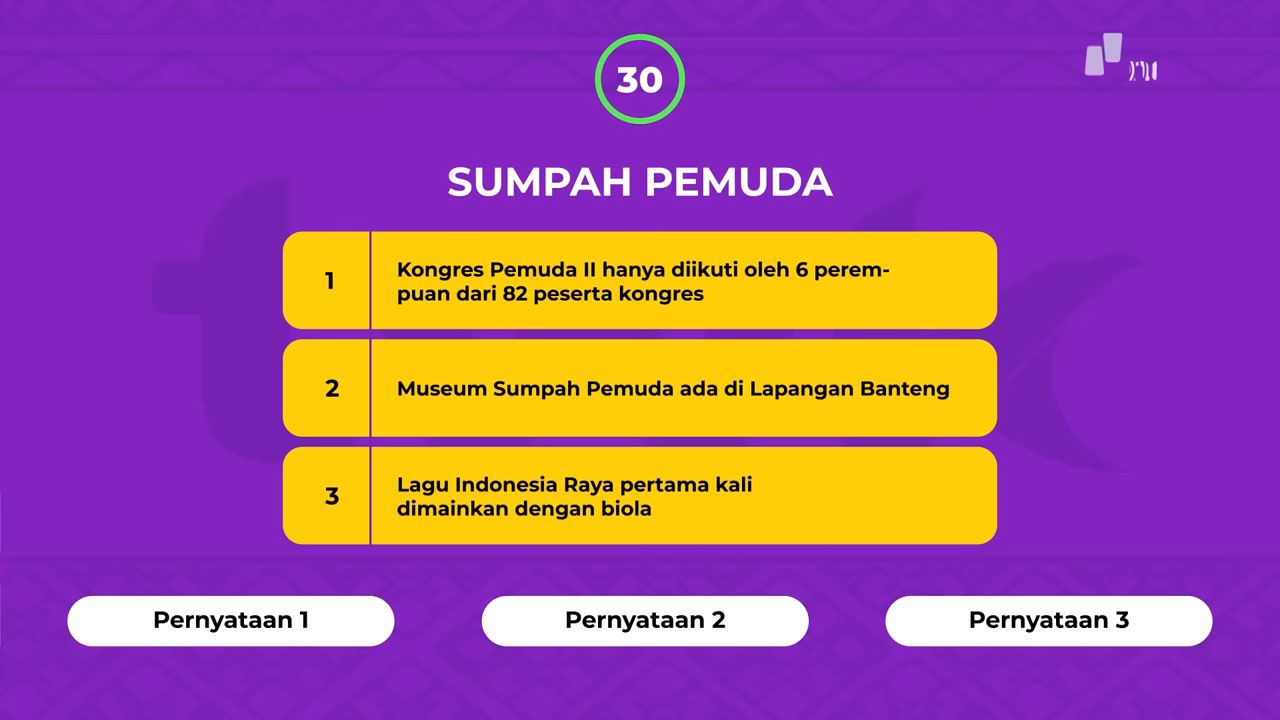 30
SUMPAH PEMUDA
1
Kongres Pemuda II hanya diikuti oleh 6 perem-
puan dari 82 peserta kongres
2
Museum Sumpah Pemuda ada di Lapangan Banteng
3
Lagu Indonesia Raya pertama kali
dimainkan dengan biola
Pernyataan 1
Pernyataan 2
Pernyataan 3